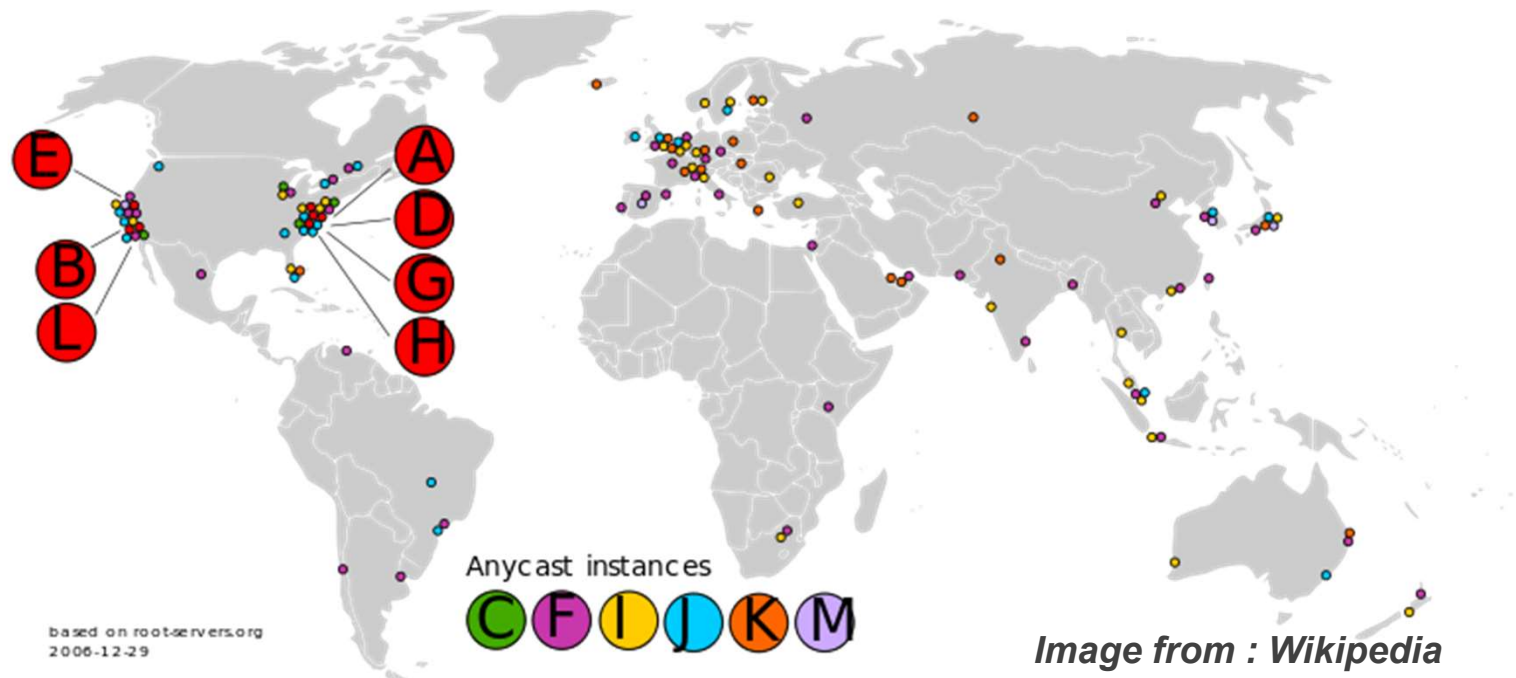 E
A
D
B
G
L
H
Anycast instances
C F I J K M
based on root-servers.org
2006-12-29
Image from : Wikipedia